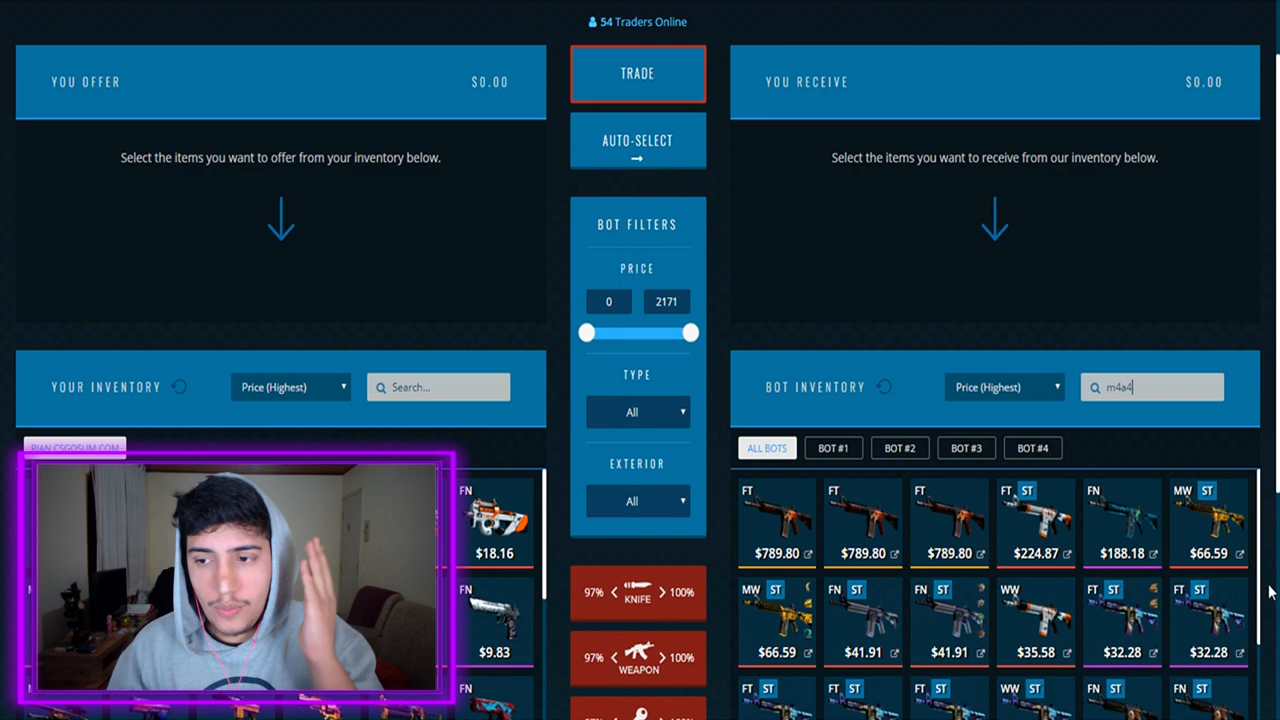 54 Traders Online
YOU OFFER
$0.00
Select the items you want to offer from your inventory below.
TRADE
AUTO-SELECT
BOT FILTERS
PRICE
0
2171
TYPE
All
EXTERIOR
All
97% KNIFE 100%
97% WEAPON 100%
YOU RECEIVE
$0.00
Select the items you want to receive from our inventory below.
YOUR INVENTORY
Price (Highest)
Search...
FN
$18.16
FN
$9.83
FN
BOT INVENTORY
Price (Highest)
m4a4
ALL BOTS
BOT #1
BOT #2
BOT #3
BOT #4
FT
FT
FT
FT ST
FN
MW ST
$789.80
$789.80
$789.80
$224.87
$188.18
$66.59
MW ST
FN ST
FN ST
WW
FT ST
FT ST
$66.59
$41.91
$41.91
$35.58
$32.28
$32.28
FT ST
FT ST
FT ST
WW ST
FN ST
FN ST